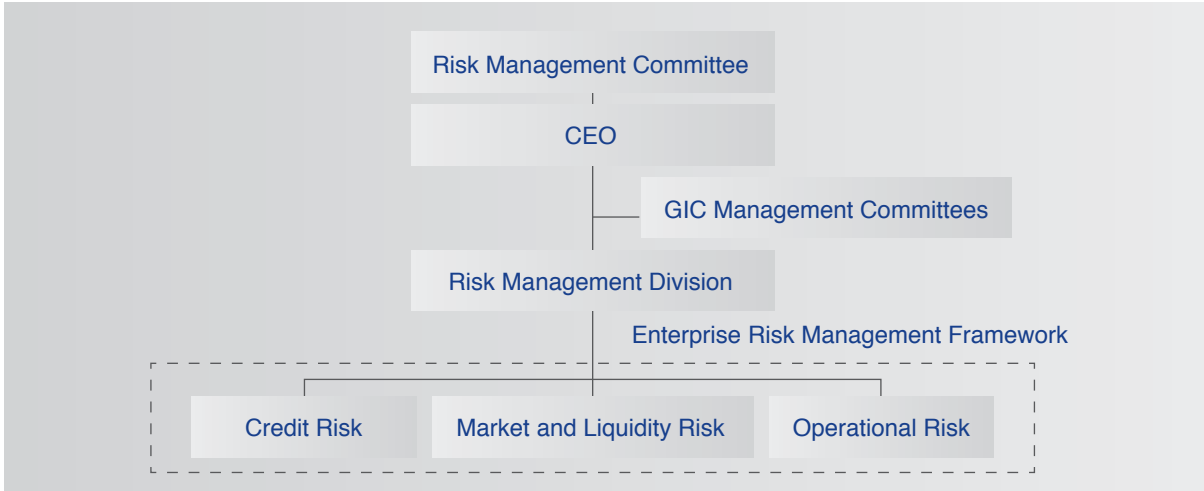 Risk Management Committee
CEO
GIC Management Committees
Risk Management Division
Enterprise Risk Management Framework
Credit Risk
Market and Liquidity Risk
Operational Risk